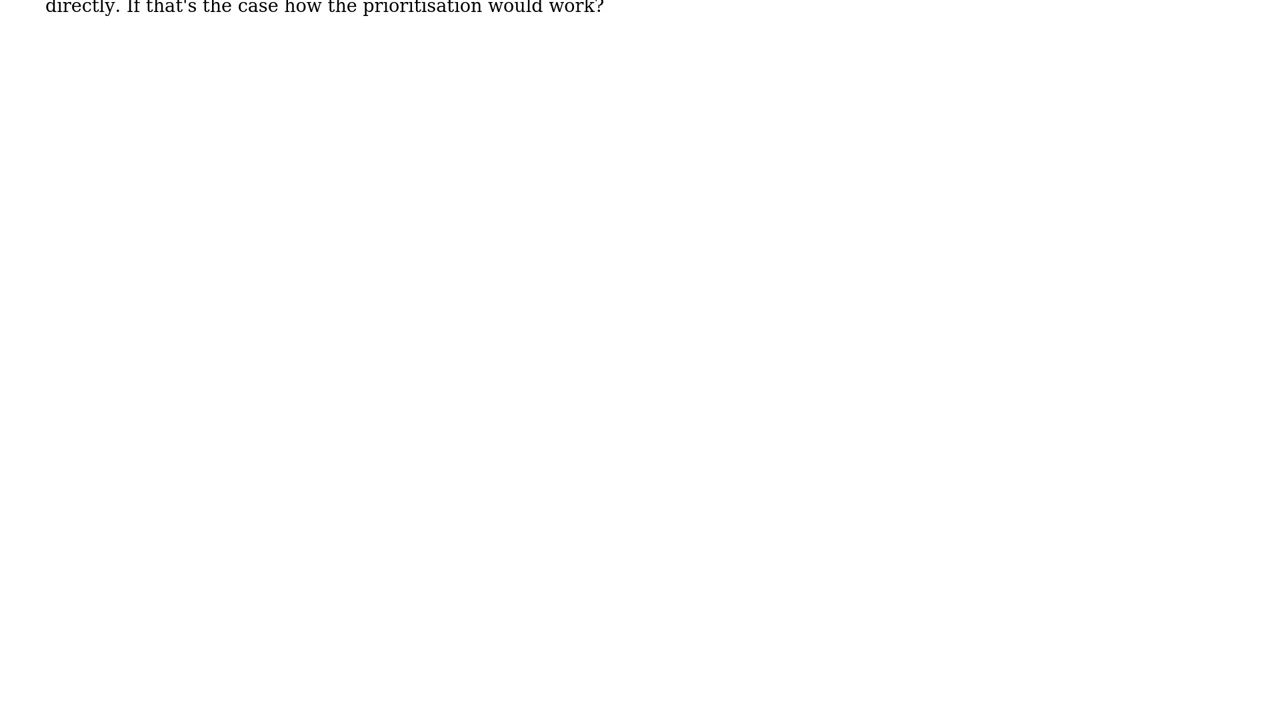 directly. If that's the case how the prioritisation would work?